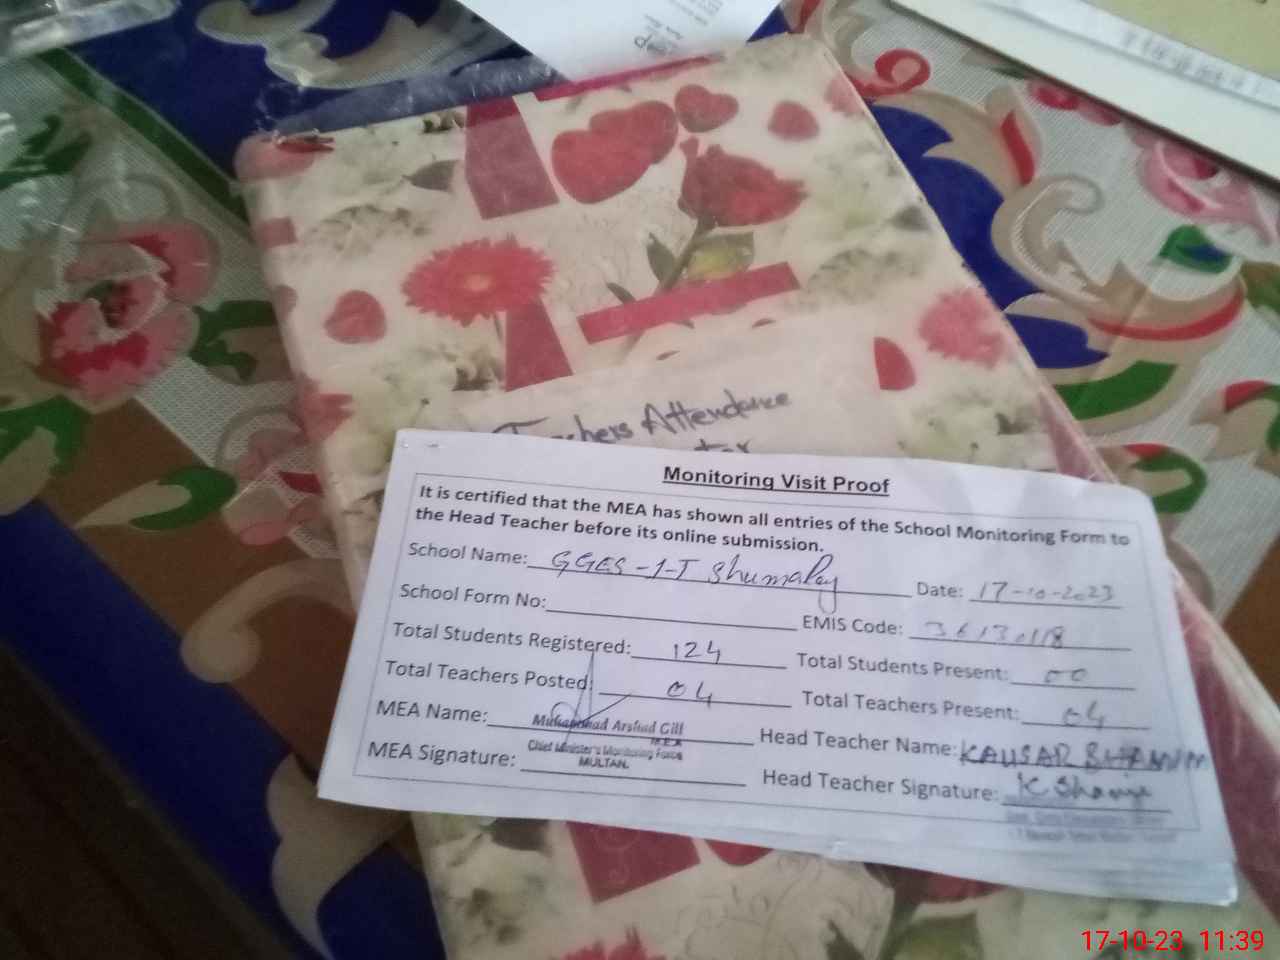 Teachers Attendance
Monitoring Visit Proof
It is certified that the MEA has shown all entries of the School Monitoring Form to
the Head Teacher before its online submission.
School Name: GGES-1-T Shumaley Date: 17-10-2023
School Form No: EMIS Code: 36130118
Total Students Registered: 124 Total Students Present: 00
Total Teachers Posted: 04 Total Teachers Present: 04
MEA Name: Muhammad Arshad Gill Head Teacher Name: KAUSAR
M.E.A
Chief Minister's Monitoring Force
MULTAN.
MEA Signature: Head Teacher Signature:
17-10-23 11:39